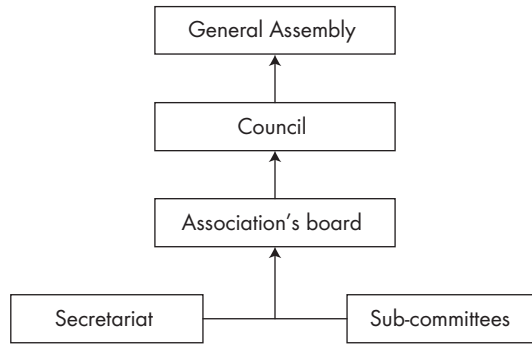 General Assembly
Council
Association's board
Secretariat
Sub-committees